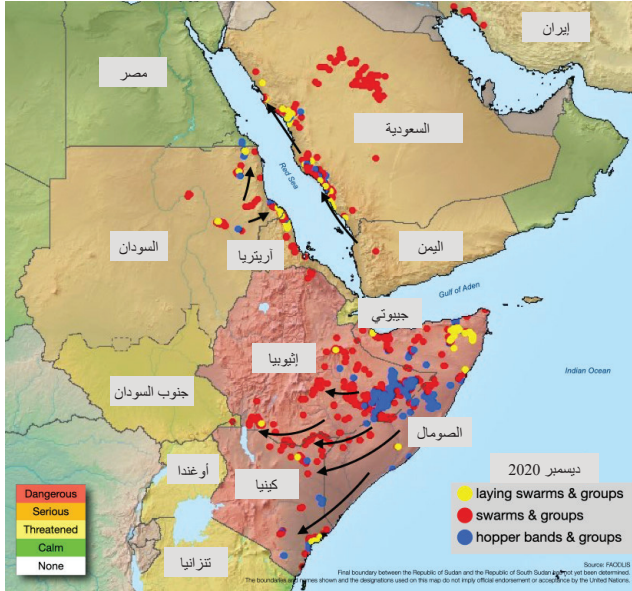 إيران
مصر
السعودية
Red Sea
السودان
آريتريا
اليمن
Gulf of Aden
جيبوتي
إثيوبيا
Indian Ocean
جنوب السودان
الصومال
أوغندا
كينيا
ديسمبر 2020
laying swarms & groups
swarms & groups
hopper bands & groups
Dangerous
Serious
Threatened
Calm
None
تنزانيا
Source: FAODLIS
Final boundary between the Republic of Sudan and the Republic of South Sudan has not yet been determined.
The boundaries and names shown and the designations used on this map do not imply official endorsement or acceptance by the United Nations.